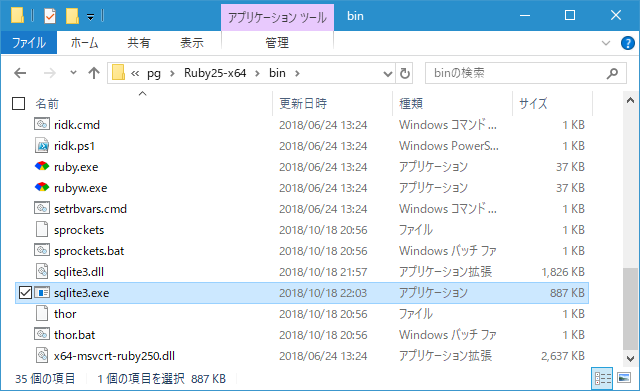 アプリケーション ツール bin
ファイル ホーム 共有 表示 管理
« pg Ruby25-x64 bin binの検索
名前 更新日時 種類 サイズ
ridk.cmd 2018/06/24 13:24 Windows コマンド ... 1 KB
ridk.ps1 2018/06/24 13:24 Windows PowerS... 1 KB
ruby.exe 2018/06/24 13:24 アプリケーション 37 KB
rubyw.exe 2018/06/24 13:24 アプリケーション 37 KB
setrbvars.cmd 2018/06/24 13:24 Windows コマンド ... 1 KB
sprockets 2018/10/18 20:56 ファイル 1 KB
sprockets.bat 2018/10/18 20:56 Windows バッチ ファ 1 KB
sqlite3.dll 2018/10/18 21:57 アプリケーション拡張 1,826 KB
sqlite3.exe 2018/10/18 22:03 アプリケーション 887 KB
thor 2018/10/18 20:56 ファイル 1 KB
thor.bat 2018/10/18 20:56 Windows バッチ ファ 1 KB
x64-msvcrt-ruby250.dll 2018/06/24 13:24 アプリケーション拡張 2,637 KB
35 個の項目 1 個の項目を選択 887 KB